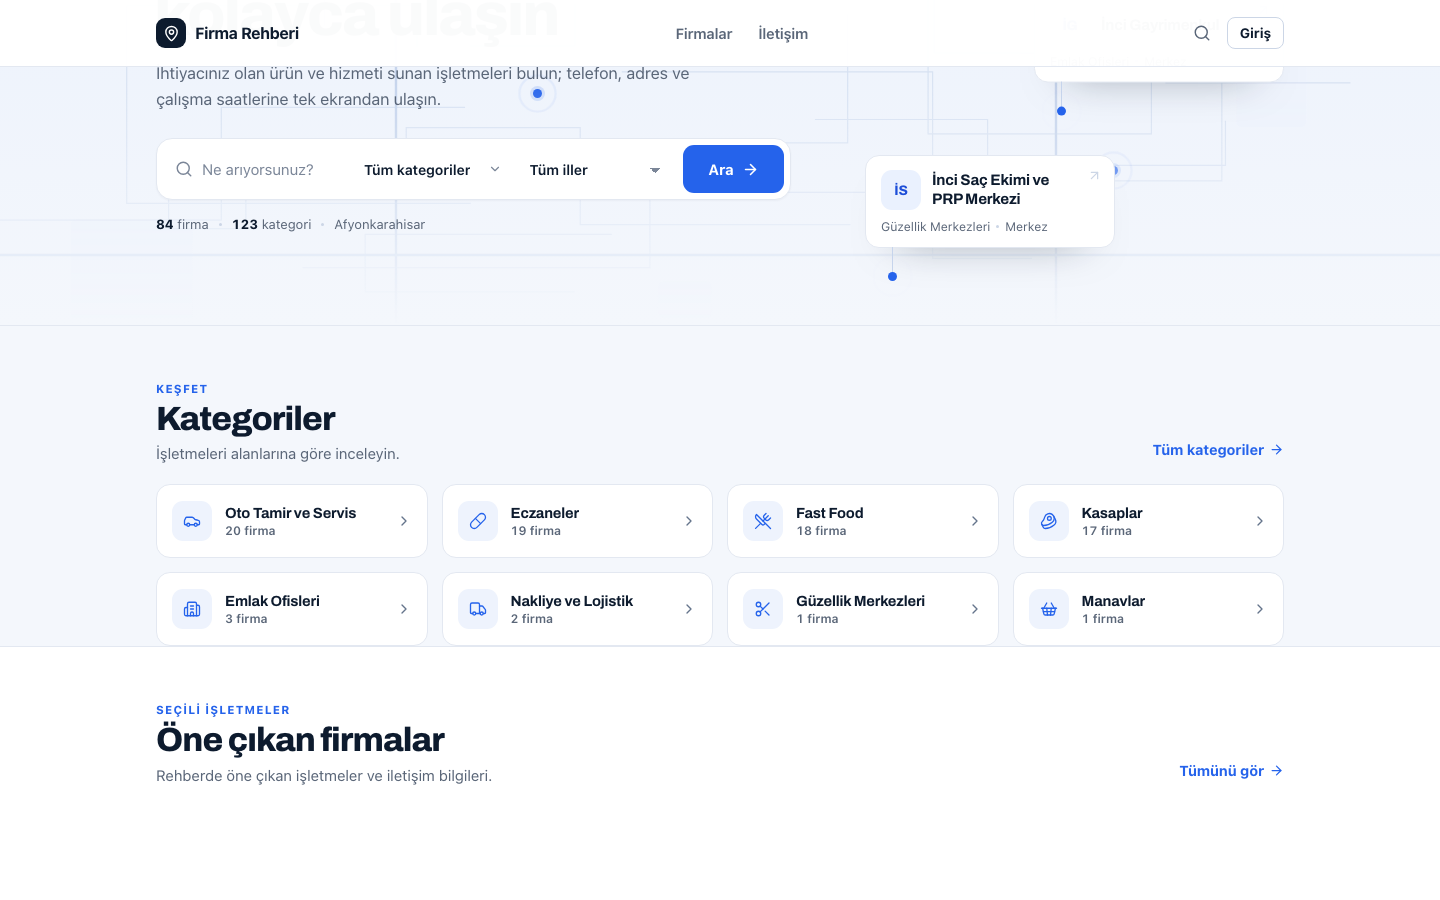 kolayca ulaşın
Firma Rehberi
Firmalar
İletişim
Giriş
İhtiyacınız olan ürün ve hizmeti sunan işletmeleri bulun; telefon, adres ve
çalışma saatlerine tek ekrandan ulaşın.
Ne arıyorsunuz?
Tüm kategoriler
Tüm iller
Ara
84 firma · 123 kategori · Afyonkarahisar
İS
İnci Saç Ekimi ve
PRP Merkezi
Güzellik Merkezleri · Merkez
KEŞFET
Kategoriler
İşletmeleri alanlarına göre inceleyin.
Tüm kategoriler
Oto Tamir ve Servis
20 firma
Eczaneler
19 firma
Fast Food
18 firma
Kasaplar
17 firma
Emlak Ofisleri
3 firma
Nakliye ve Lojistik
2 firma
Güzellik Merkezleri
1 firma
Manavlar
1 firma
SEÇİLİ İŞLETMELER
Öne çıkan firmalar
Rehberde öne çıkan işletmeler ve iletişim bilgileri.
Tümünü gör